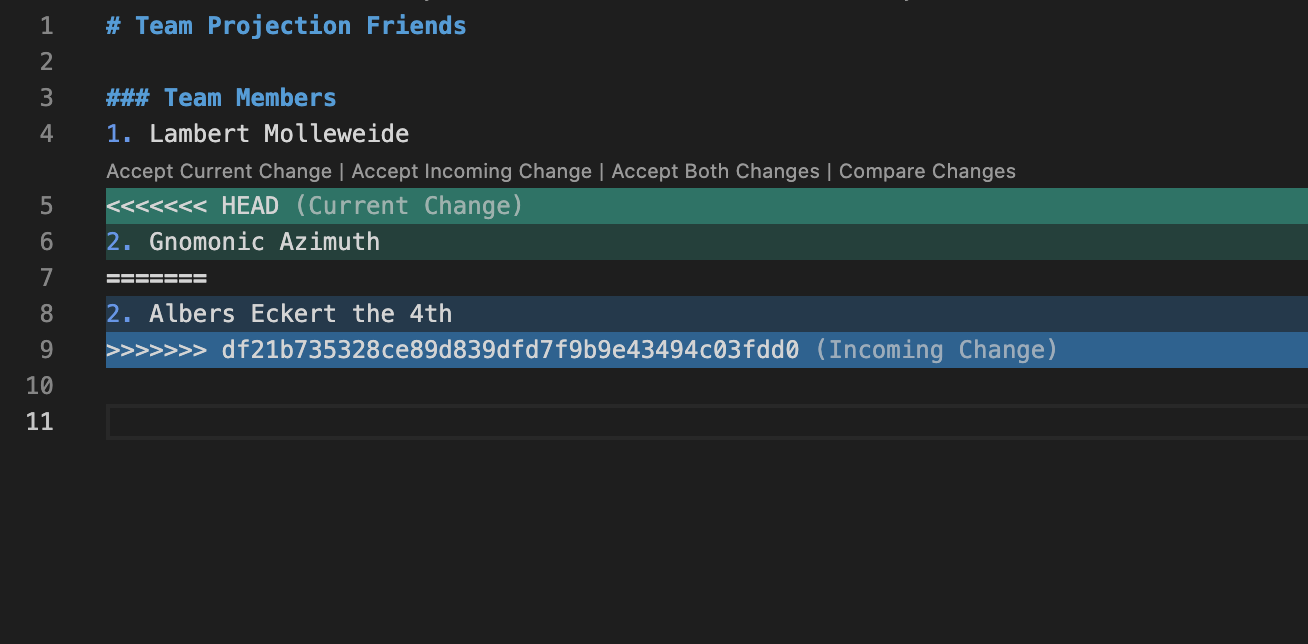 1 # Team Projection Friends
2
3 ### Team Members
4 1. Lambert Molleweide
Accept Current Change | Accept Incoming Change | Accept Both Changes | Compare Changes
5 <<<<<<< HEAD (Current Change)
6 2. Gnomonic Azimuth
7 =======
8 2. Albers Eckert the 4th
9 >>>>>>> df21b735328ce89d839dfd7f9b9e43494c03fdd0 (Incoming Change)
10
11